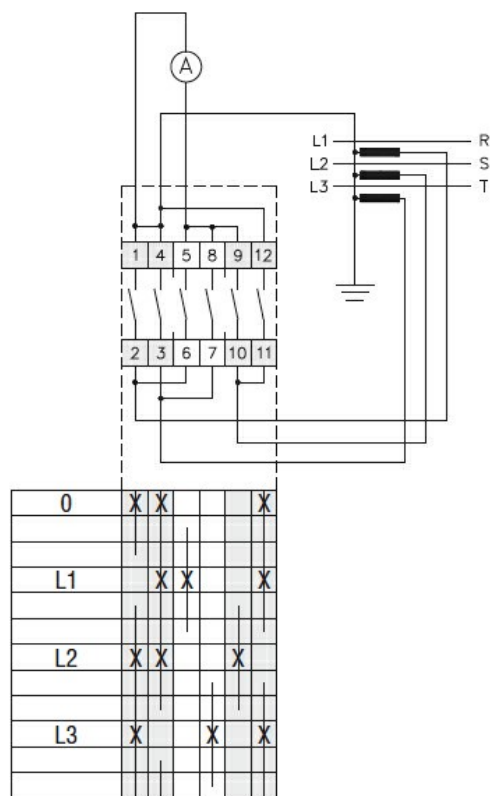 A
L1 R
L2 S
L3 T
1 4 5 8 9 12
2 3 6 7 10 11
0 X X X
L1 X X X
L2 X X X
L3 X X X